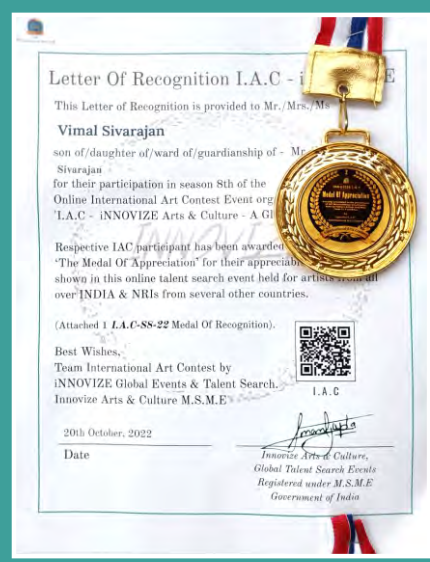 Letter Of Recognition I.A.C - i E
This Letter of Recognition is provided to Mr./Mrs./Ms
Vimal Sivarajan
son of/daughter of/ward of/guardianship of - Mr
Sivarajan
for their participation in season 8th of the
Online International Art Contest Event org
'I.A.C - iNNOVIZE Arts & Culture - A Gl
Respective IAC participant has been awarded
'The Medal Of Appreciation' for their appreciabl
shown in this online talent search event held for artists from all
over INDIA & NRIs from several other countries.
(Attached 1 I.A.C-S8-22 Medal Of Recognition).
Best Wishes,
Team International Art Contest by
iNNOVIZE Global Events & Talent Search.
Innovize Arts & Culture M.S.M.E
I.A.C
20th October, 2022
Date
Innovize Arts & Culture,
Global Talent Search Events
Registered under M.S.M.E
Government of India
Medal Of Appreciation
INNOVI